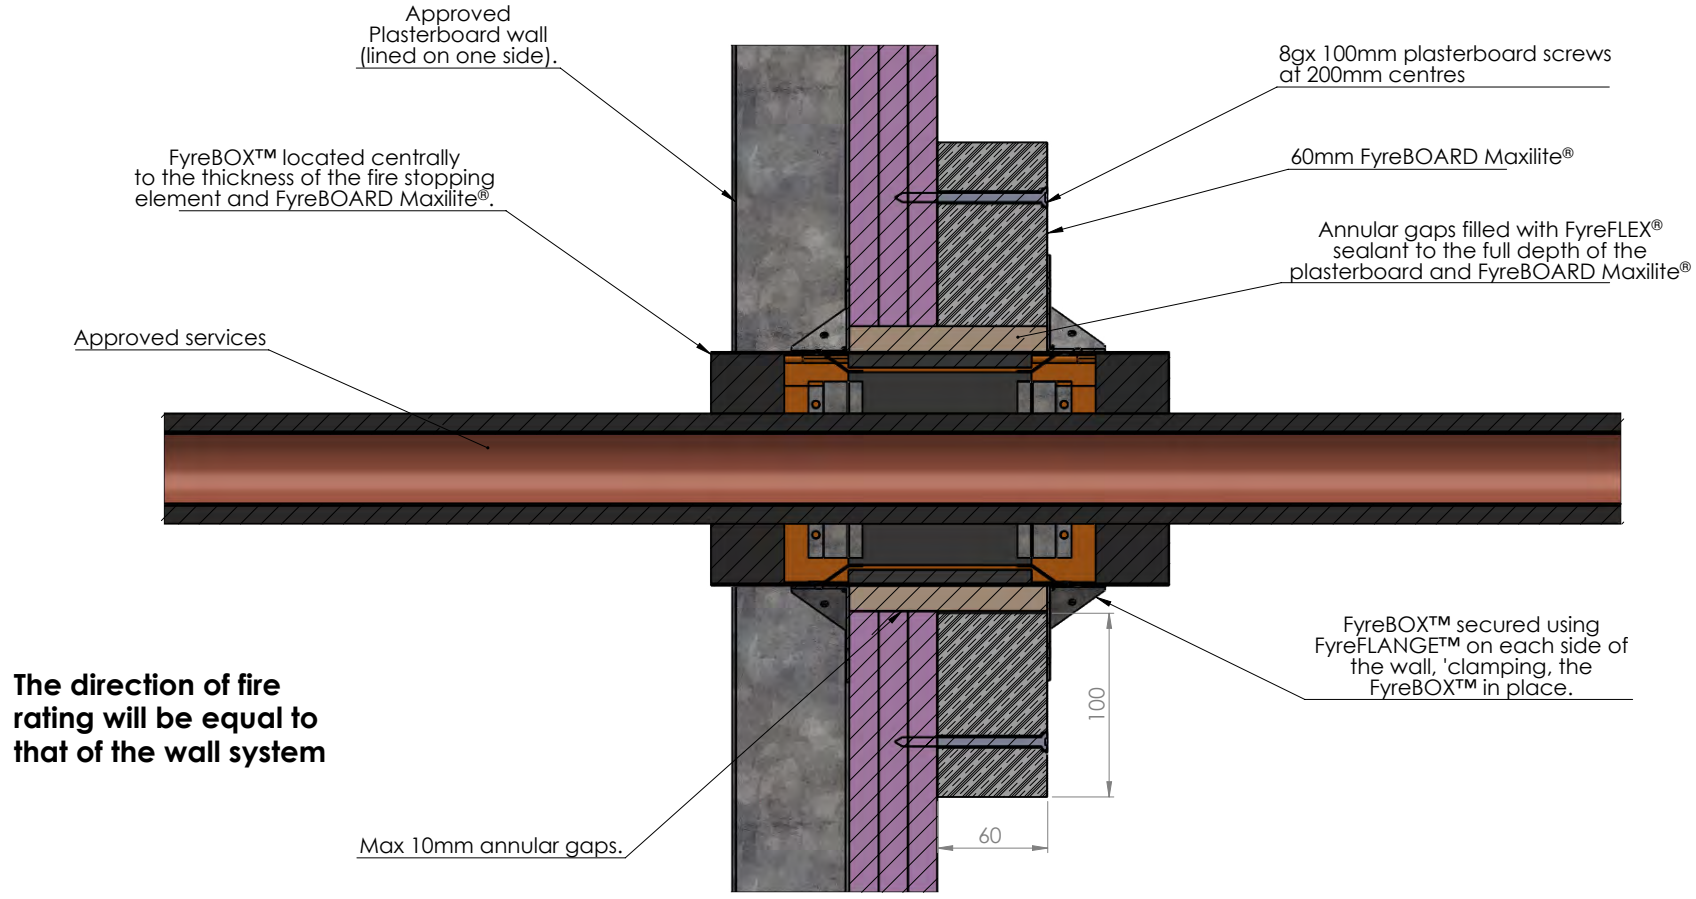 Approved
Plasterboard wall
(lined on one side).
8gx 100mm plasterboard screws
at 200mm centres
FyreBOX™ located centrally
to the thickness of the fire stopping
element and FyreBOARD Maxilite®.
60mm FyreBOARD Maxilite®
Annular gaps filled with FyreFLEX®
sealant to the full depth of the
plasterboard and FyreBOARD Maxilite®
Approved services
FyreBOX™ secured using
FyreFLANGE™ on each side of
the wall, 'clamping, the
FyreBOX™ in place.
The direction of fire
rating will be equal to
that of the wall system
100
60
Max 10mm annular gaps.